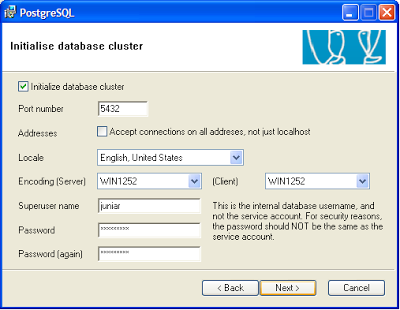 PostgreSQL
Initialise database cluster
Initialize database cluster
Port number 5432
Addresses Accept connections on all addreses, not just localhost
Locale English, United States
Encoding (Server) WIN1252 (Client) WIN1252
Superuser name juniar
This is the internal database username, and
not the service account. For security reasons,
the password should NOT be the same as the
service account.
Password *********
Password (again) *********
< Back Next > Cancel